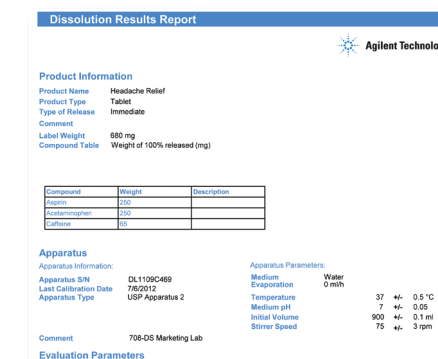 Dissolution Results Report
Agilent Technolo
Product Information
Product Name Headache Relief
Product Type Tablet
Type of Release Immediate
Comment
Label Weight 680 mg
Compound Table Weight of 100% released (mg)
Compound Weight Description
Aspirin 250
Acetaminophen 250
Caffeine 65
Apparatus
Apparatus Information: Apparatus Parameters:
Apparatus S/N DL1109C469 Medium Water
Last Calibration Date 7/6/2012 Evaporation 0 ml/h
Apparatus Type USP Apparatus 2 Temperature 37 +/- 0.5 °C
Medium pH 7 +/- 0.05
Initial Volume 900 +/- 0.1 ml
Stirrer Speed 75 +/- 3 rpm
Comment 708-DS Marketing Lab
Evaluation Parameters